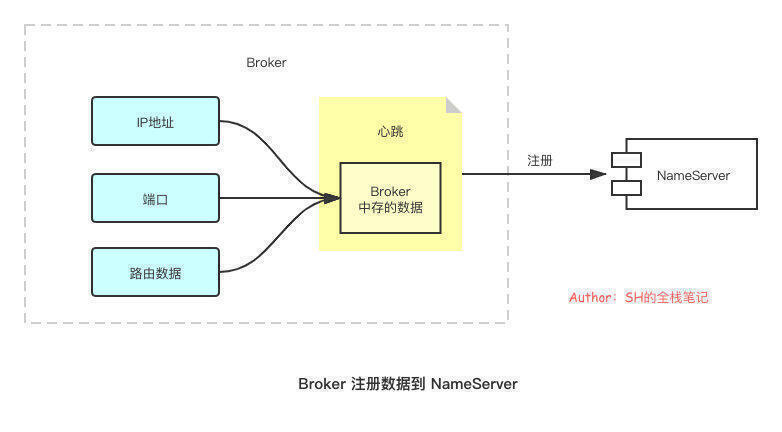 Broker
IP地址
心跳
注册
端口
Broker
中存的数据
NameServer
路由数据
Author：SH的全栈笔记
Broker 注册数据到 NameServer